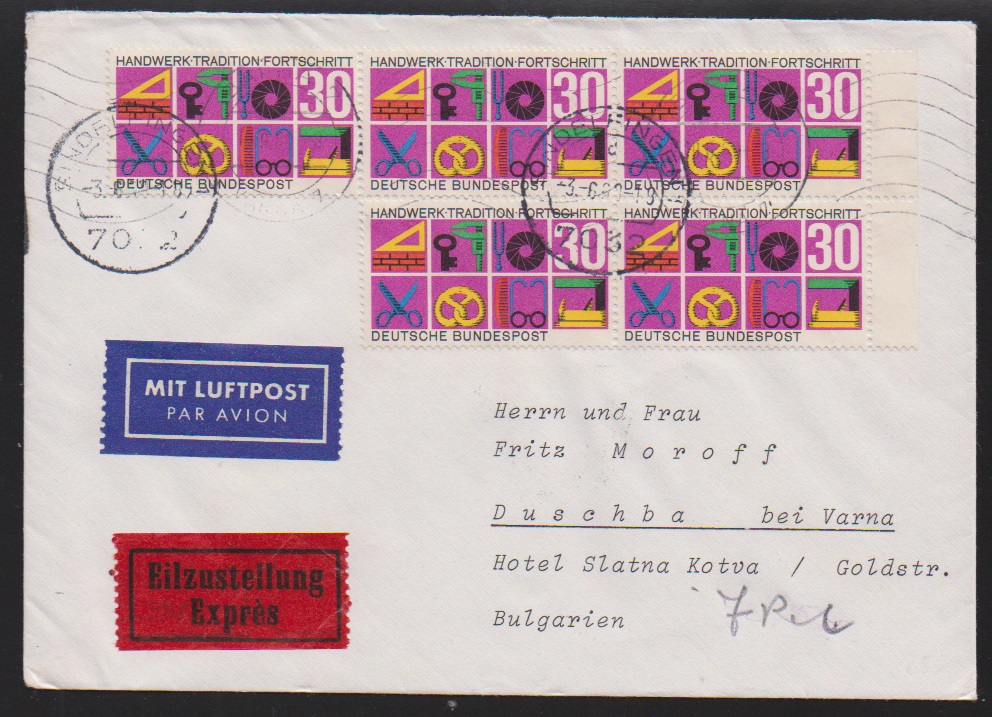 HANDWERK·TRADITION·FORTSCHRITT HANDWERK·TRADITION·FORTSCHRITT HANDWERK·TRADITION·FORTSCHRITT
30 30 30
DEUTSCHE BUNDESPOST DEUTSCHE BUNDESPOST DEUTSCHE BUNDESPOST
HANDWERK·TRADITION·FORTSCHRITT HANDWERK·TRADITION·FORTSCHRITT
30 30
DEUTSCHE BUNDESPOST DEUTSCHE BUNDESPOST
7032
MIT LUFTPOST
PAR AVION
Eilzustellung
Exprès
Herrn und Frau
Fritz M o r o f f
D u s c h b a bei Varna
Hotel Slatna Kotva / Goldstr.
Bulgarien